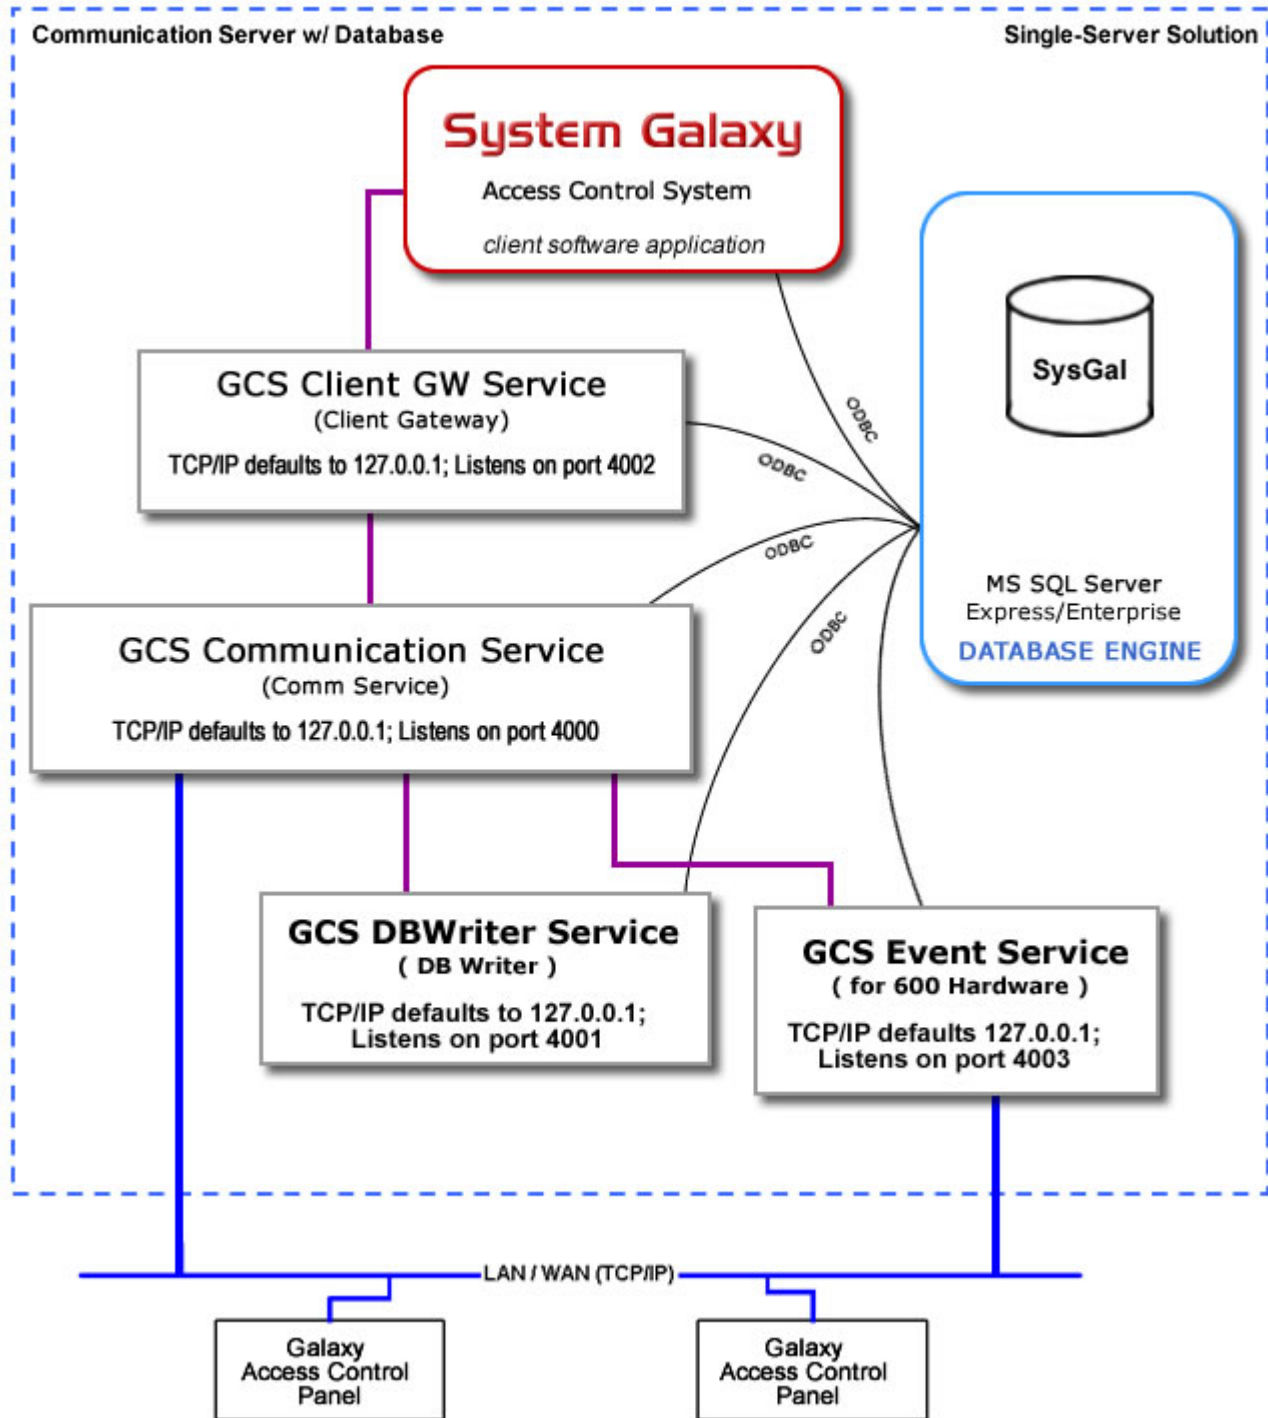 Communication Server w/ Database
Single-Server Solution
System Galaxy
Access Control System
client software application
SysGal
MS SQL Server
Express/Enterprise
DATABASE ENGINE
GCS Client GW Service
(Client Gateway)
TCP/IP defaults to 127.0.0.1; Listens on port 4002
ODBC
ODBC
ODBC
ODBC
GCS Communication Service
(Comm Service)
TCP/IP defaults to 127.0.0.1; Listens on port 4000
GCS DBWriter Service
( DB Writer )
TCP/IP defaults to 127.0.0.1;
Listens on port 4001
GCS Event Service
( for 600 Hardware )
TCP/IP defaults 127.0.0.1;
Listens on port 4003
LAN / WAN (TCP/IP)
Galaxy
Access Control
Panel
Galaxy
Access Control
Panel